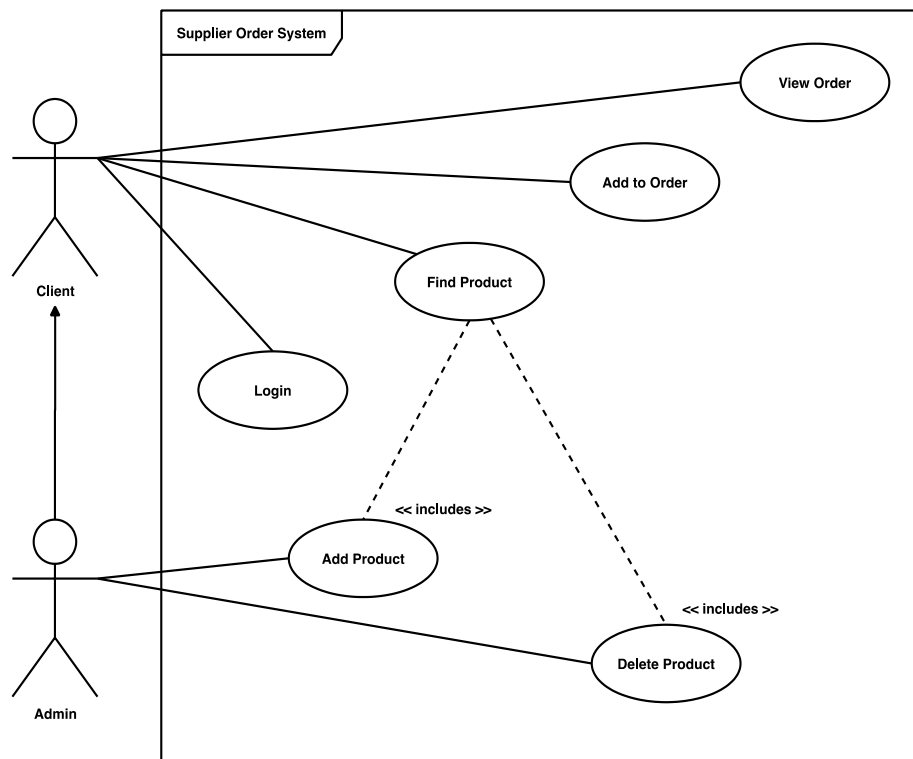 Supplier Order System
View Order
Add to Order
Find Product
Client
Login
<< includes >>
Add Product
<< includes >>
Delete Product
Admin